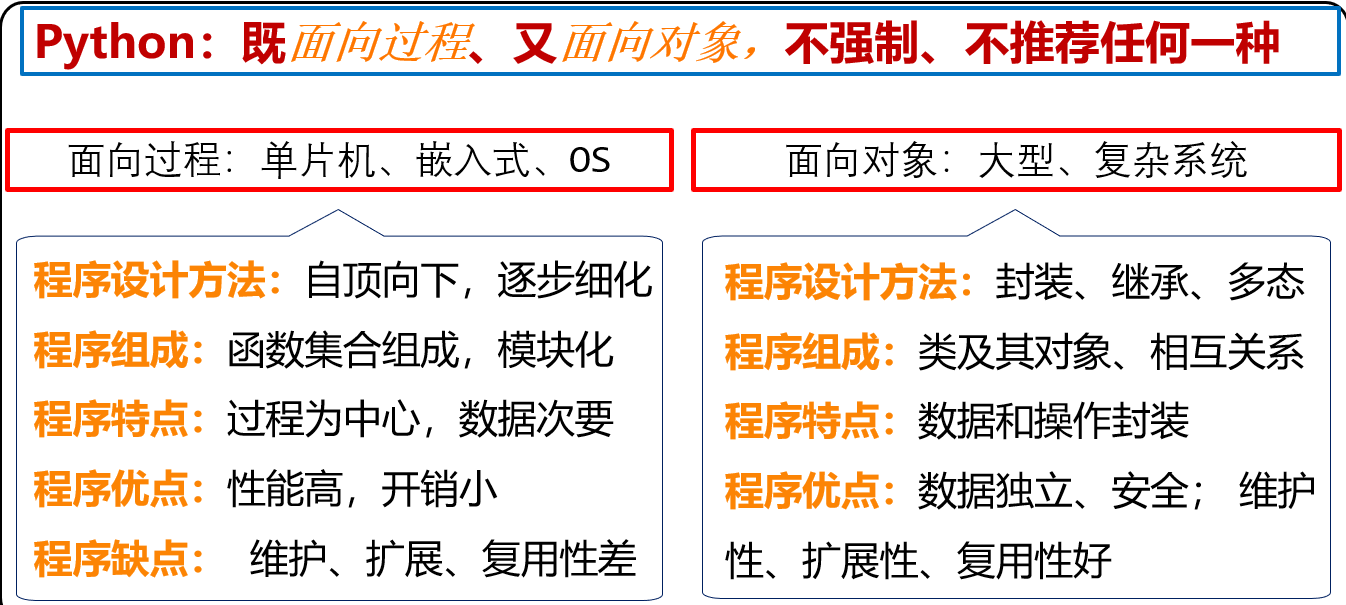 Python：既面向过程、又面向对象，不强制、不推荐任何一种
面向过程：单片机、嵌入式、OS
程序设计方法：自顶向下，逐步细化
程序组成：函数集合组成，模块化
程序特点：过程为中心，数据次要
程序优点：性能高，开销小
程序缺点： 维护、扩展、复用性差
面向对象：大型、复杂系统
程序设计方法：封装、继承、多态
程序组成：类及其对象、相互关系
程序特点：数据和操作封装
程序优点：数据独立、安全； 维护
性、扩展性、复用性好